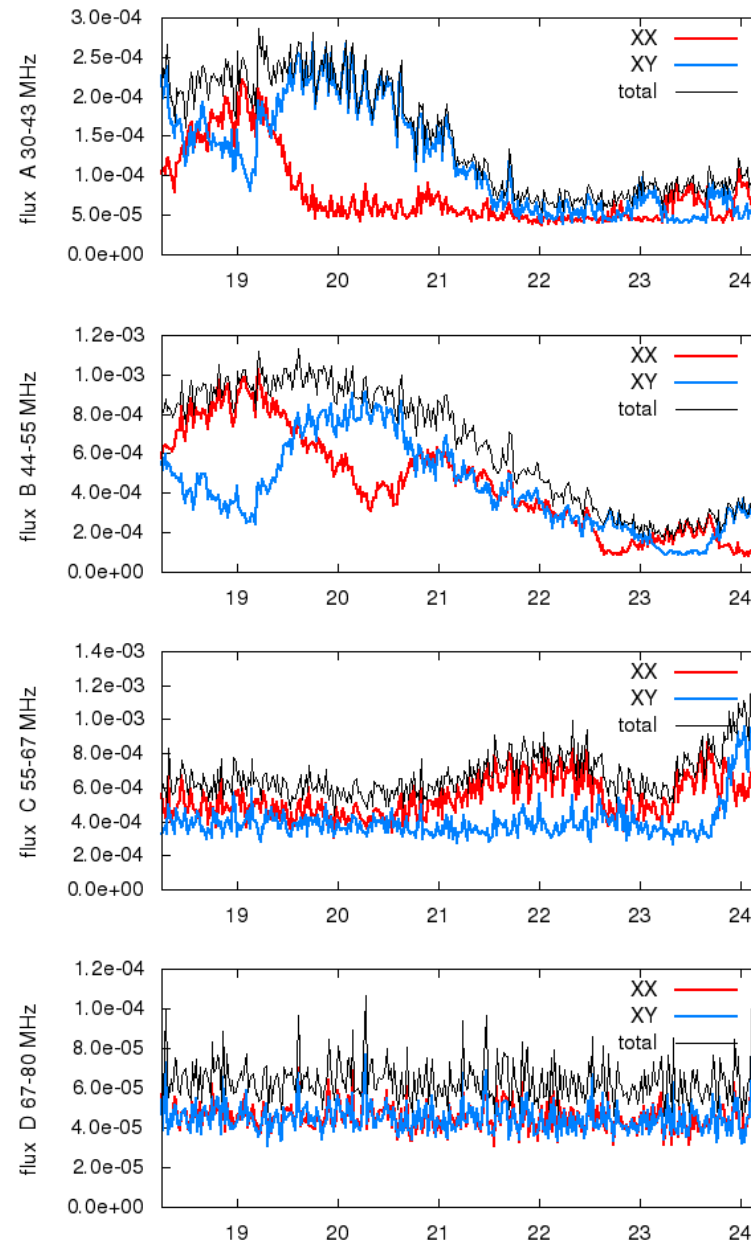 flux A 30-43 MHz
3.0e-04
2.5e-04
2.0e-04
1.5e-04
1.0e-04
5.0e-05
0.0e+00
XX
XY
total
19 20 21 22 23 24
flux B 44-55 MHz
1.2e-03
1.0e-03
8.0e-04
6.0e-04
4.0e-04
2.0e-04
0.0e+00
XX
XY
total
19 20 21 22 23 24
flux C 55-67 MHz
1.4e-03
1.2e-03
1.0e-03
8.0e-04
6.0e-04
4.0e-04
2.0e-04
0.0e+00
XX
XY
total
19 20 21 22 23 24
flux D 67-80 MHz
1.2e-04
1.0e-04
8.0e-05
6.0e-05
4.0e-05
2.0e-05
0.0e+00
XX
XY
total
19 20 21 22 23 24